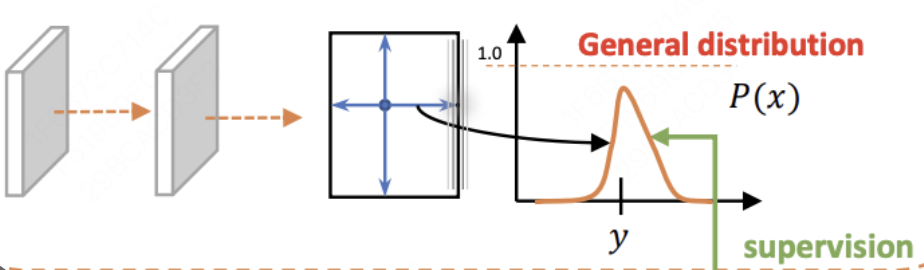 General distribution
1.0
P(x)
y
supervision